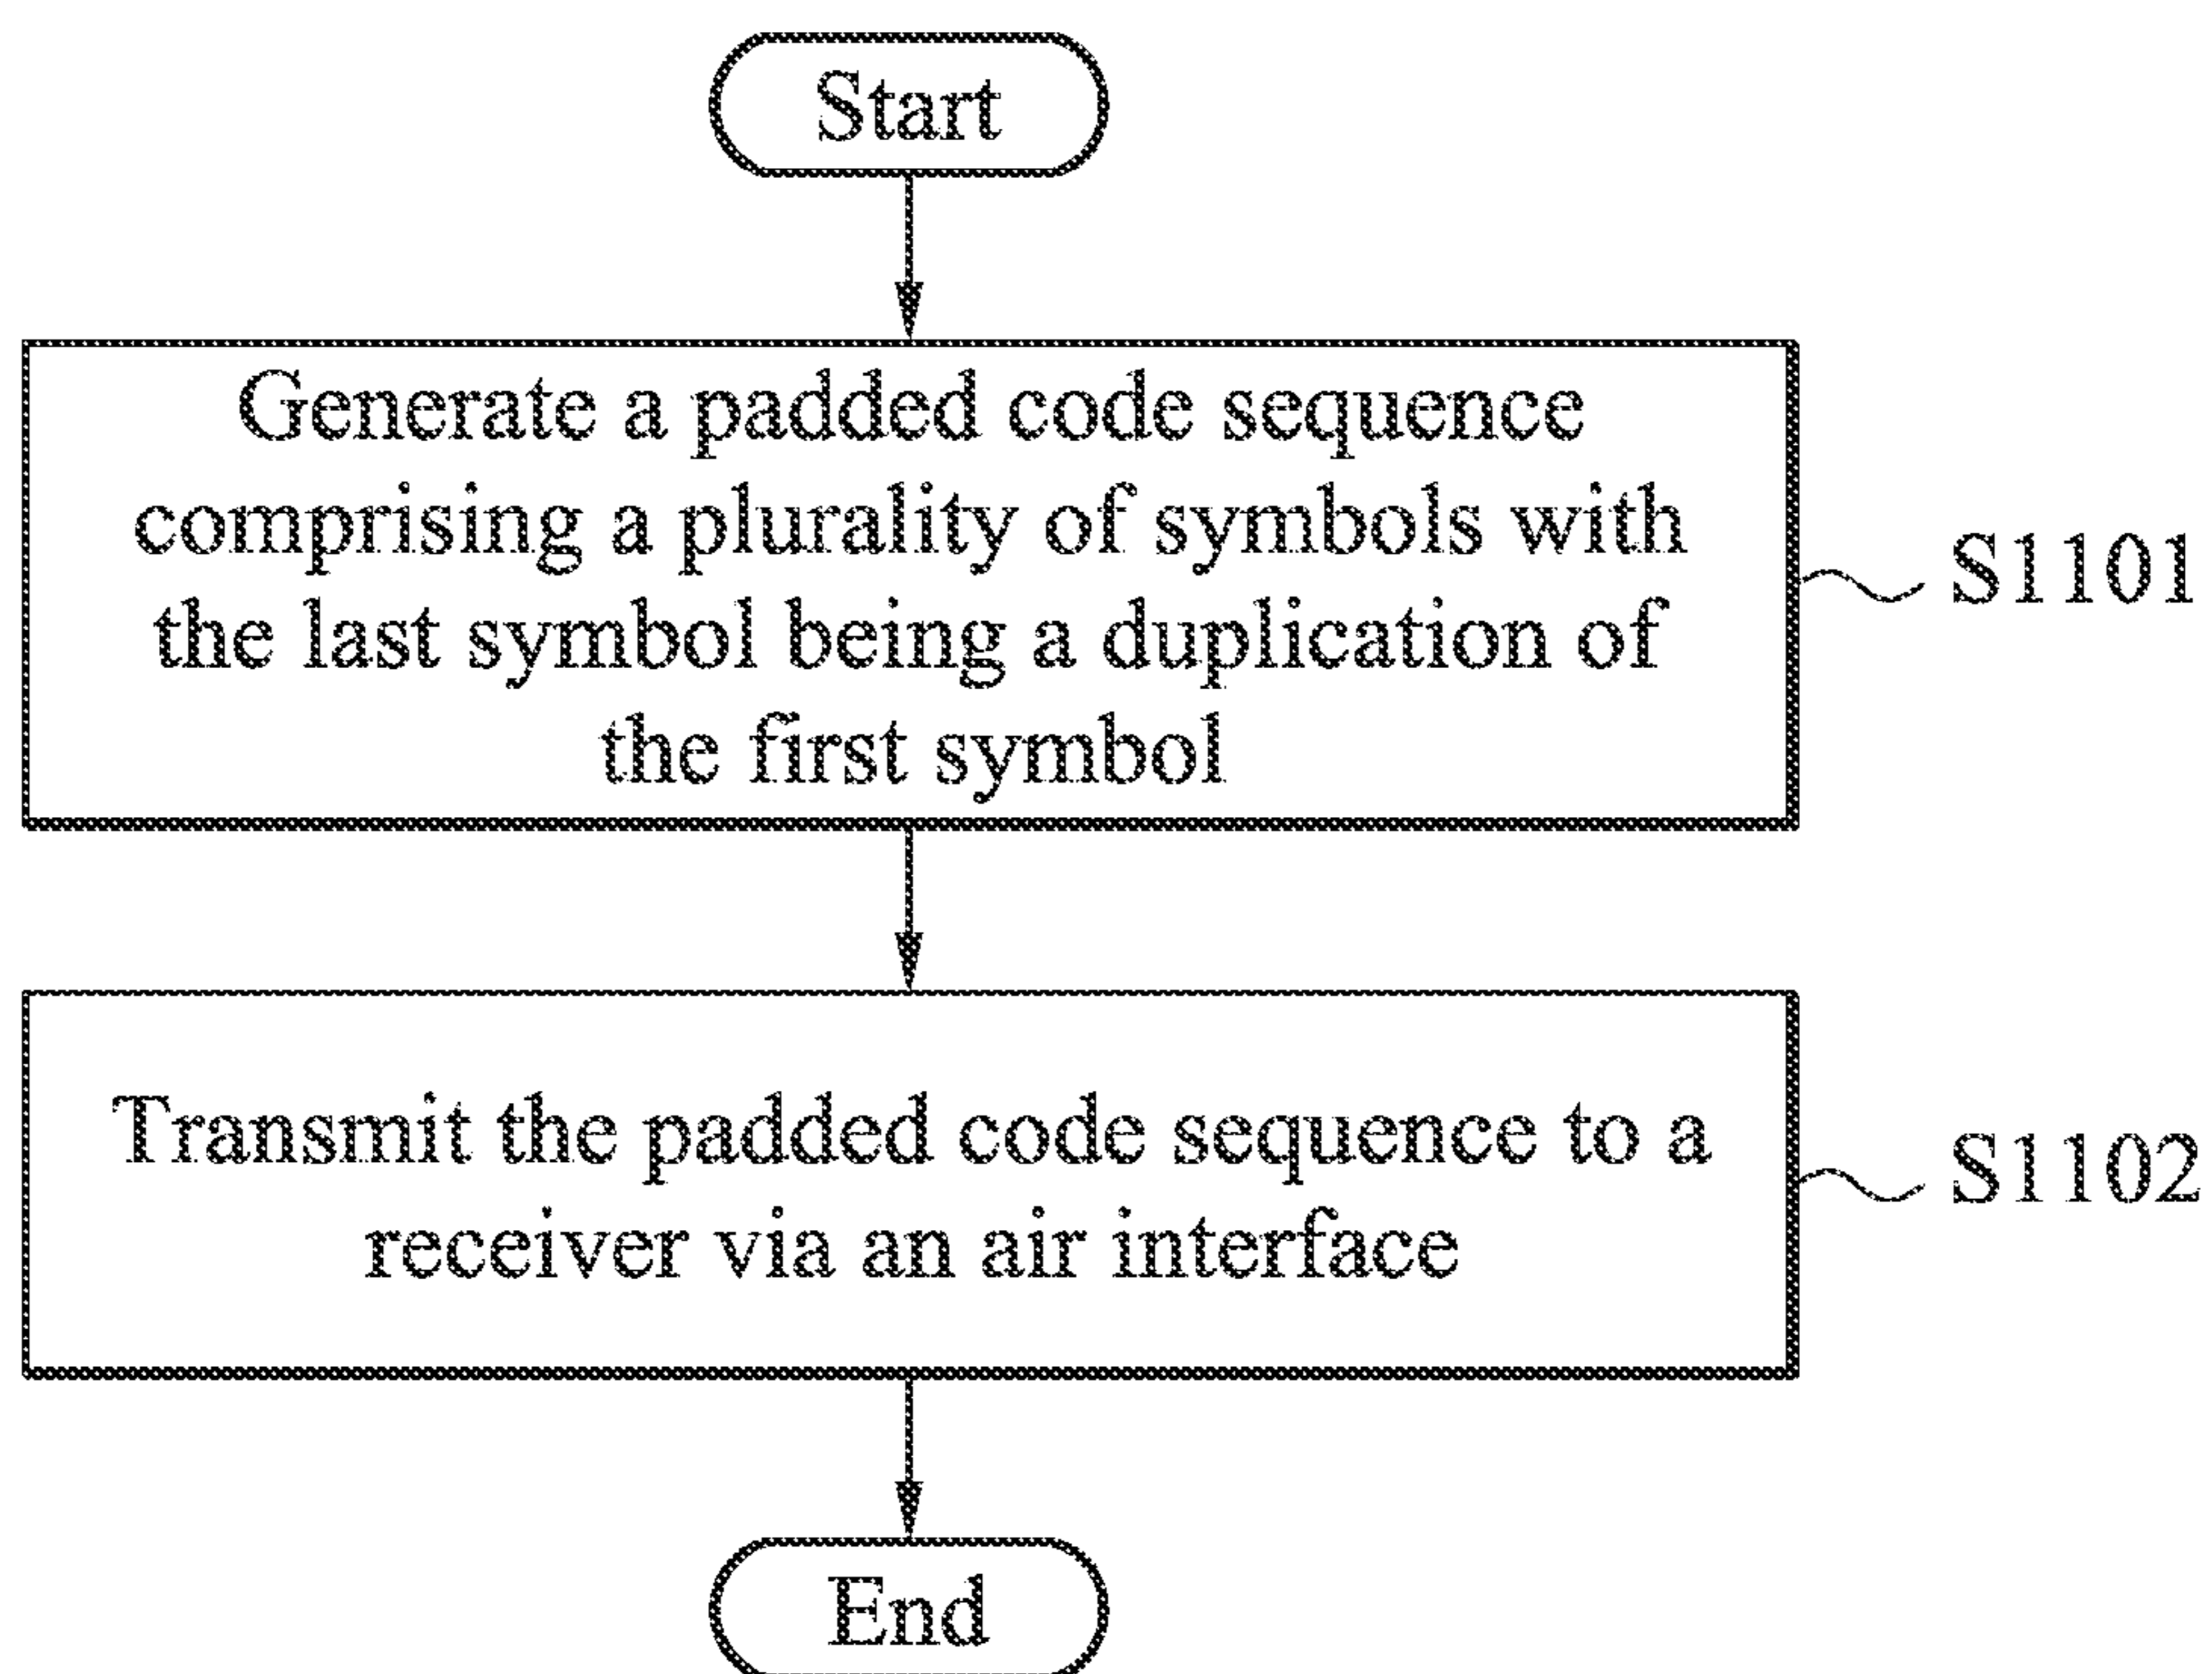 Start
Generate a padded code sequence
comprising a plurality of symbols with
the last symbol being a duplication of
the first symbol
S1101
Transmit the padded code sequence to a
receiver via an air interface
S1102
End